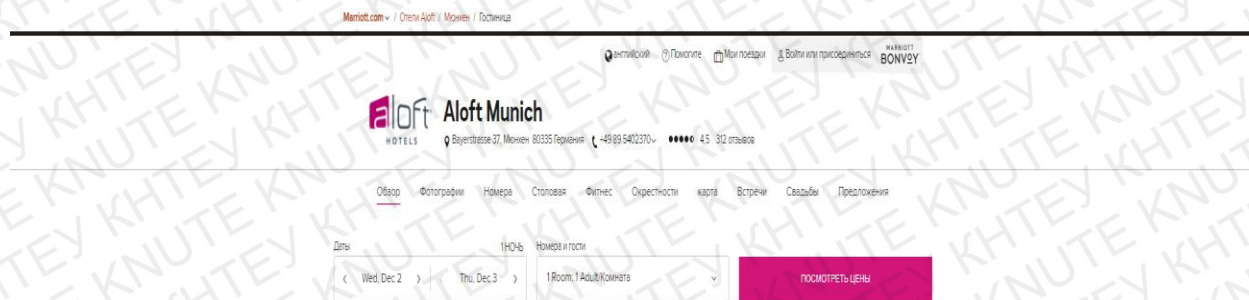 Marriott.com / Отели Aloft / Мюнхен / Гостиница
английский Помогите Мои поездки Войти или присоединиться MARRIOTT BONVOY
aloft HOTELS
Aloft Munich
Bayerstrasse 37, Мюнхен 80335 Германия +49 89 5402370 4,5 312 отзывов
Обзор Фотографии Номера Столовая Фитнес Окрестности карта Встречи Свадьбы Предложения
Даты 1 НОЧЬ Номера и гости
Wed, Dec 2 Thu, Dec 3 1 Room, 1 Adult/Комната ПОСМОТРЕТЬ ЦЕНЫ
KNUTE KHTEY